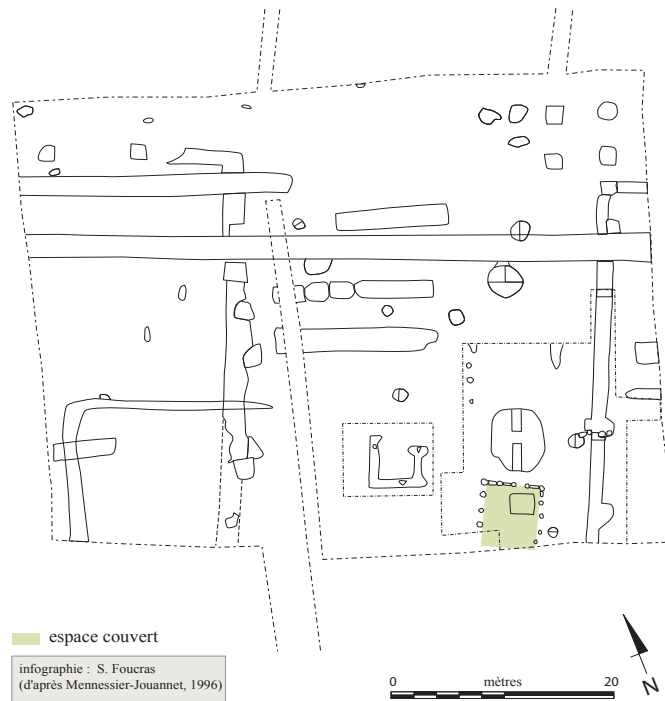 espace couvert
infographie : S. Foucras
(d'après Mennessier-Jouannet, 1996)
0 mètres 20
N